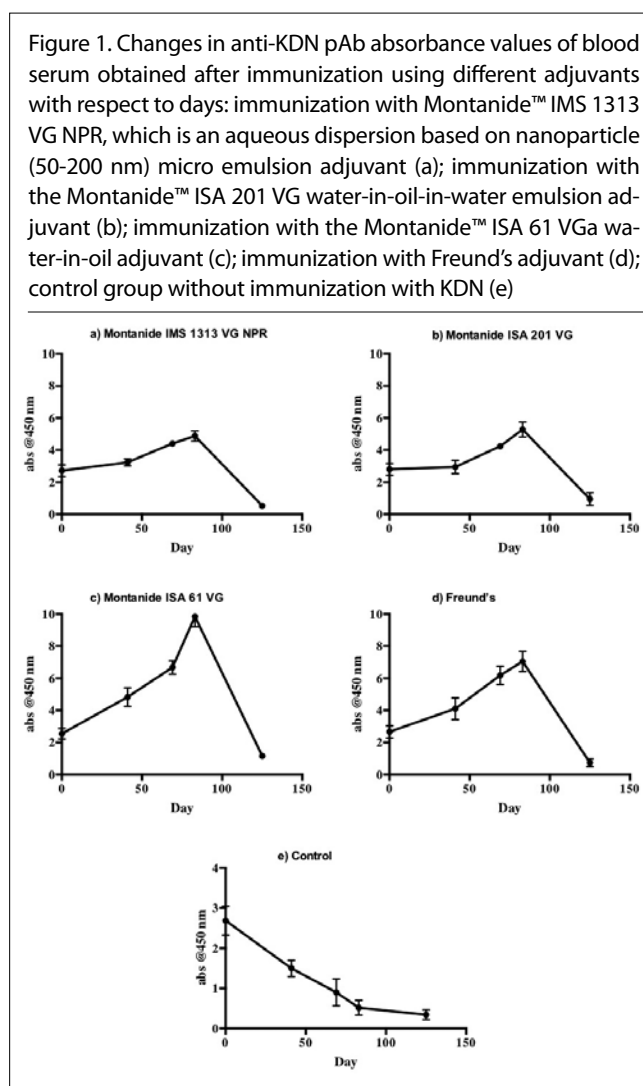 Figure 1. Changes in anti-KDN pAb absorbance values of blood
serum obtained after immunization using different adjuvants
with respect to days: immunization with Montanide™ IMS 1313
VG NPR, which is an aqueous dispersion based on nanoparticle
(50-200 nm) micro emulsion adjuvant (a); immunization with
the Montanide™ ISA 201 VG water-in-oil-in-water emulsion ad-
juvant (b); immunization with the Montanide™ ISA 61 VGa wa-
ter-in-oil adjuvant (c); immunization with Freund’s adjuvant (d);
control group without immunization with KDN (e)
a) Montanide IMS 1313 VG NPR
abs @450 nm
10
8
6
4
2
0
0 50 100 150
Day
b) Montanide ISA 201 VG
abs @450 nm
10
8
6
4
2
0
0 50 100 150
Day
c) Montanide ISA 61 VG
abs @450 nm
10
8
6
4
2
0
0 50 100 150
Day
d) Freund's
abs @450 nm
10
8
6
4
2
0
0 50 100 150
Day
e) Control
abs @450 nm
4
3
2
1
0
0 50 100 150
Day